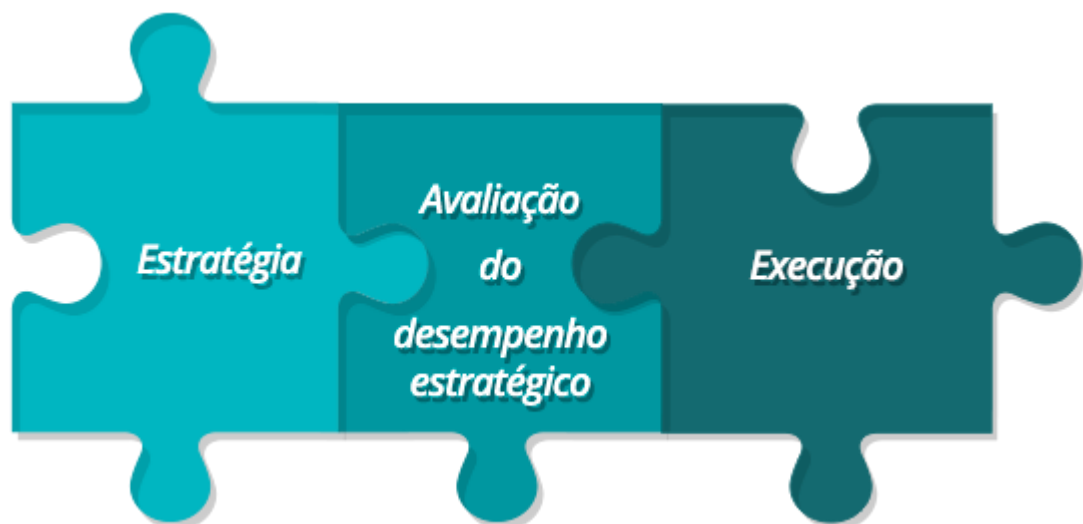 Estratégia
Avaliação
do
desempenho
estratégico
Execução